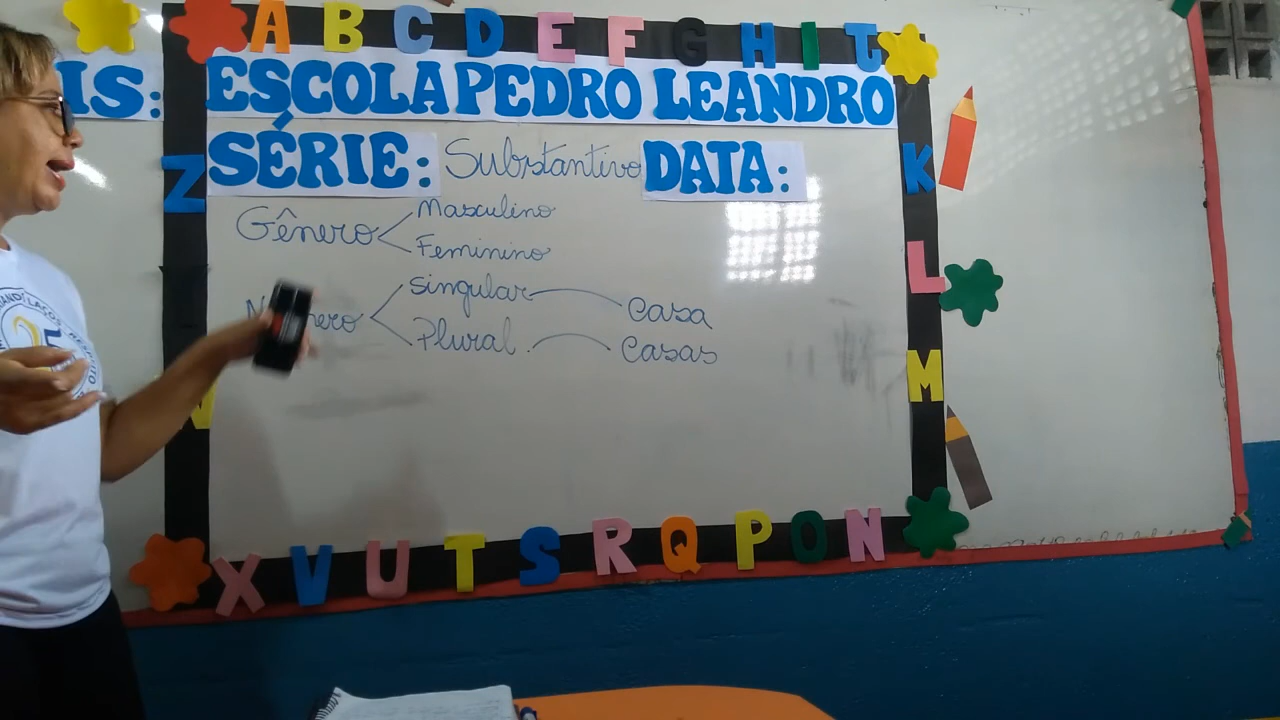 A B C D E F G H I J
IS: ESCOLA PEDRO LEANDRO
SÉRIE: Substantivo DATA:
Gênero
Masculino
Feminino
singular casa
Plural. casas
Z
K
L
M
X V U T S R Q P O N